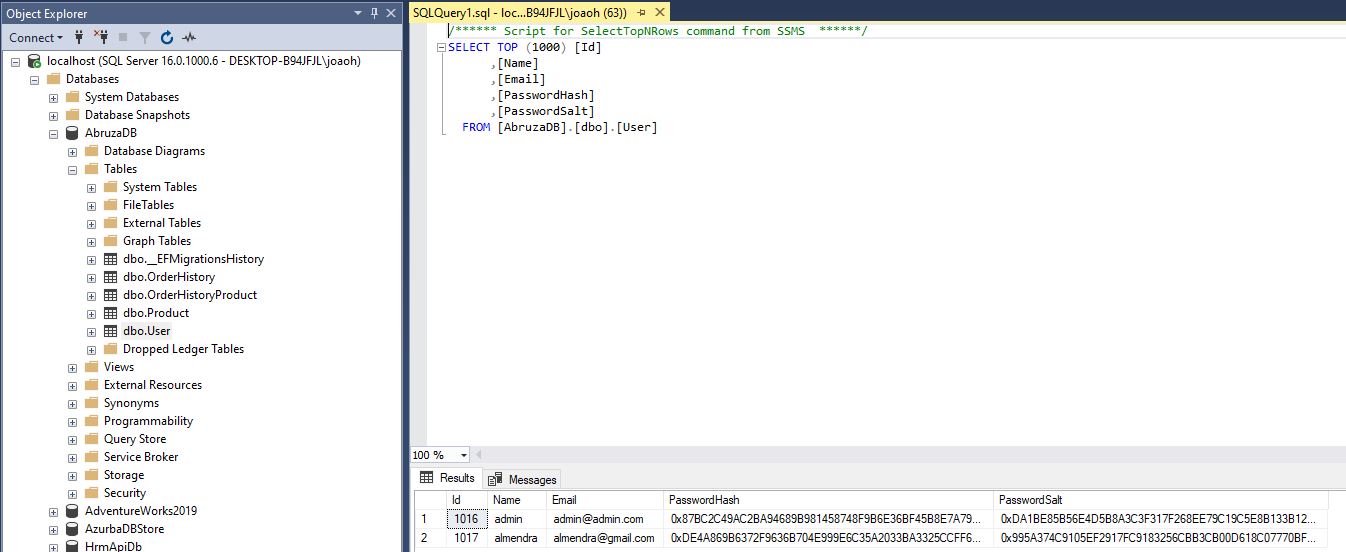 Object Explorer
Connect
localhost (SQL Server 16.0.1000.6 - DESKTOP-B94JFJL\joaoh)
Databases
System Databases
Database Snapshots
AbruzaDB
Database Diagrams
Tables
System Tables
FileTables
External Tables
Graph Tables
dbo.__EFMigrationsHistory
dbo.OrderHistory
dbo.OrderHistoryProduct
dbo.Product
dbo.User
Dropped Ledger Tables
Views
External Resources
Synonyms
Programmability
Query Store
Service Broker
Storage
Security
AdventureWorks2019
AzurbaDBStore
HrmApiDb
SQLQuery1.sql - loc...B94JFJL\joaoh (63))
/****** Script for SelectTopNRows command from SSMS ******/
SELECT TOP (1000) [Id]
,[Name]
,[Email]
,[PasswordHash]
,[PasswordSalt]
FROM [AbruzaDB].[dbo].[User]
100 %
Results Messages
Id Name Email PasswordHash PasswordSalt
1 1016 admin admin@admin.com 0x87BC2C49AC2BA94689B981458748F9B6E36BF45B8E7A79... 0xDA1BE85B56E4D5B8A3C3F317F268EE79C19C5E8B133B12...
2 1017 almendra almendra@gmail.com 0xDE4A869B6372F9636B704E999E6C35A2033BA3325CCFF6... 0x995A374C9105EF2917FC9183256CBB3CB00D618C07770BF...